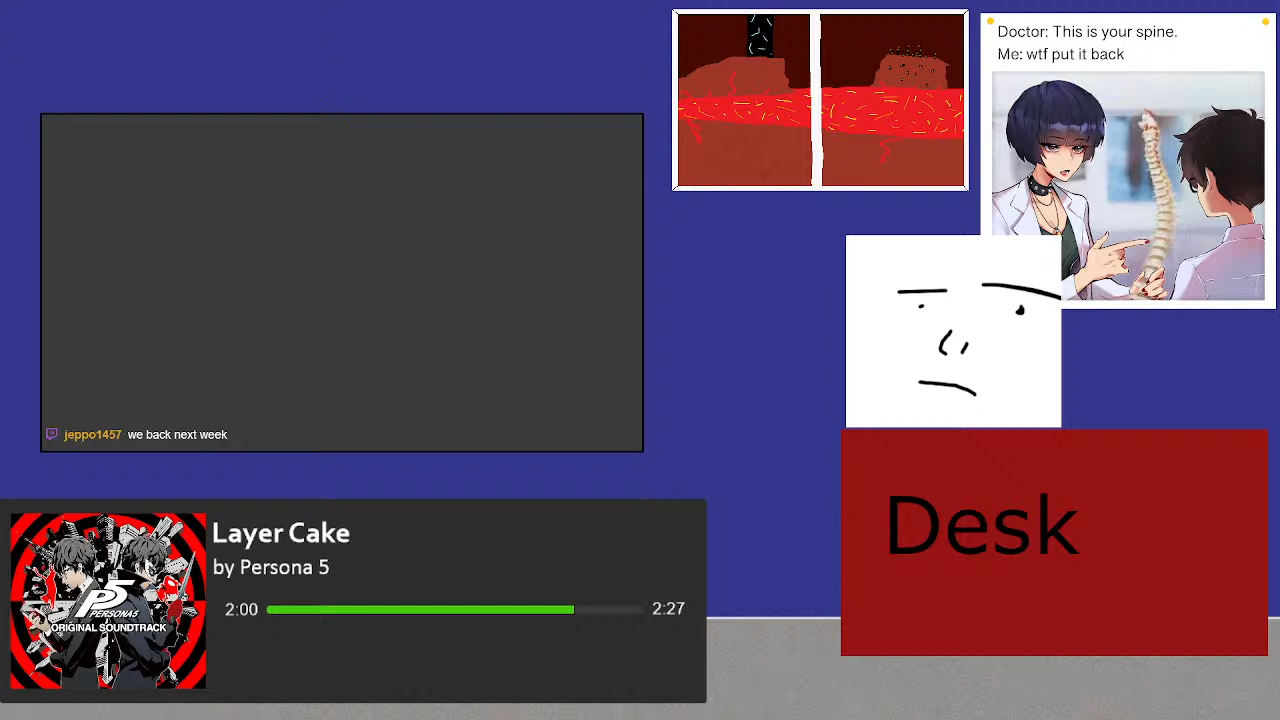 Doctor: This is your spine.
Me: wtf put it back
jeppo1457 we back next week
Desk
Layer Cake
by Persona 5
2:00 2:27
P5
PERSONA5
ORIGINAL SOUNDTRACK